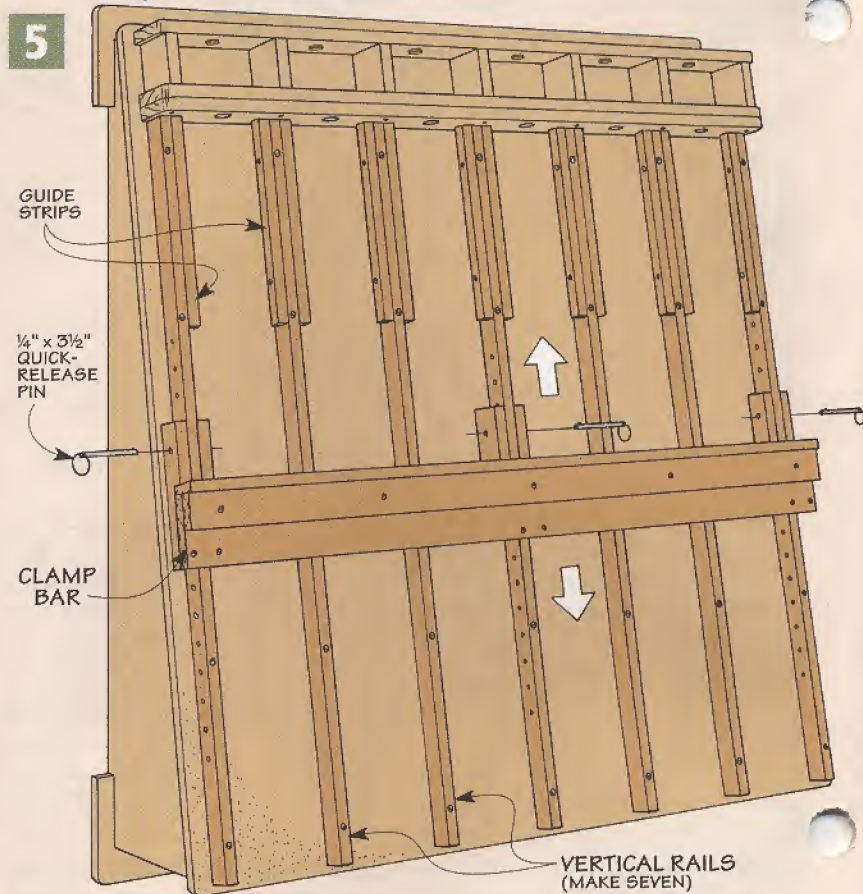 5
GUIDE
STRIPS
¼" x 3½"
QUICK-
RELEASE
PIN
CLAMP
BAR
VERTICAL RAILS
(MAKE SEVEN)